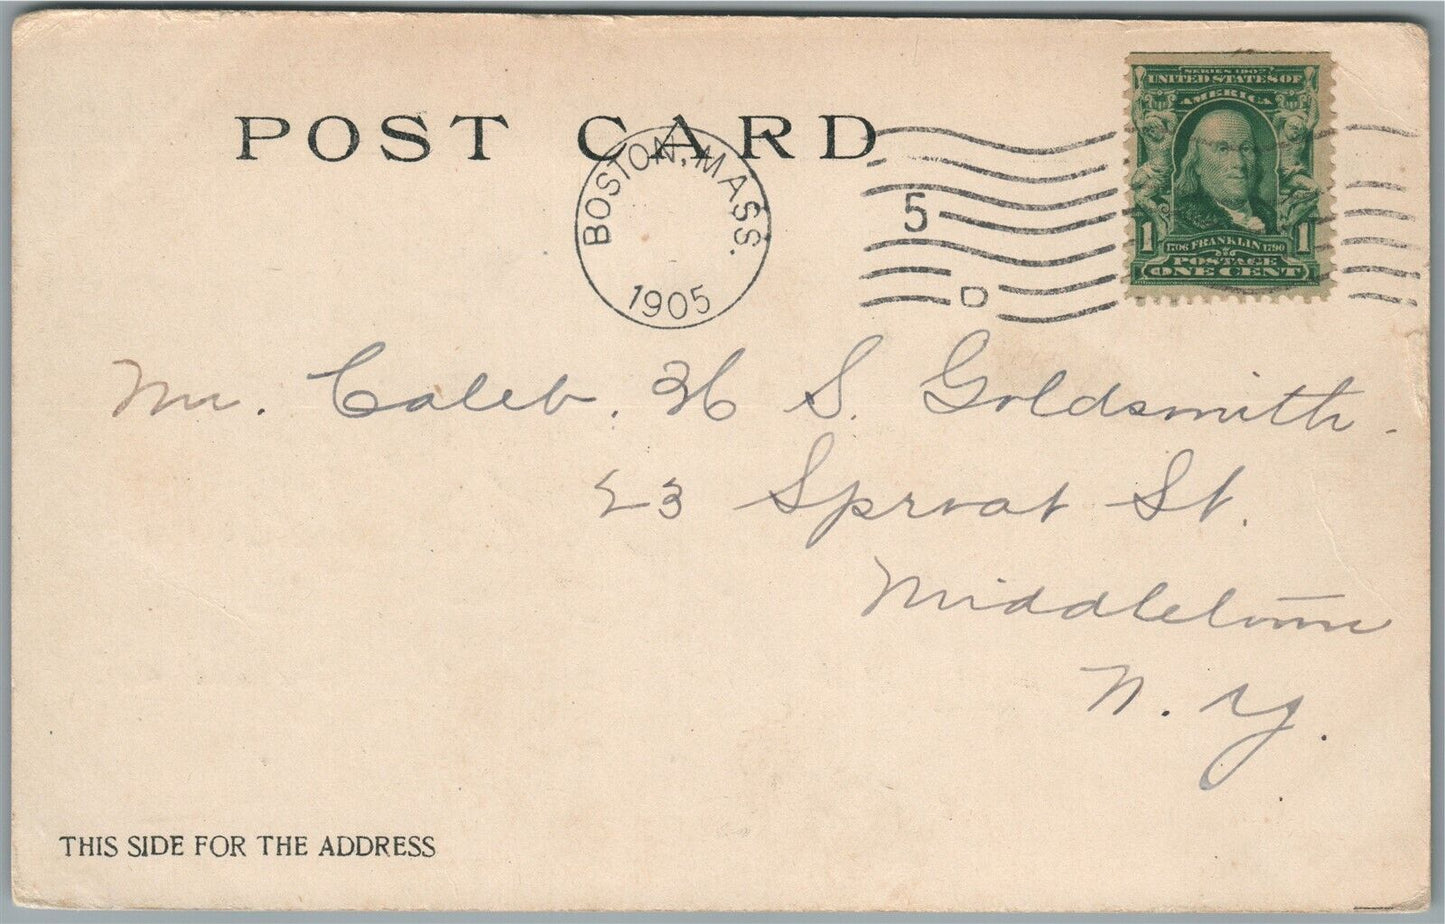 POST CARD
BOSTON, MASS.
1905
5
D
SERIES 1902
UNITED STATES OF
AMERICA
1 1706 FRANKLIN 1790 1
POSTAGE
ONE CENT
Mr. Caleb. H S. Goldsmith.
23 Sproat St.
Middletown
N. Y.
THIS SIDE FOR THE ADDRESS